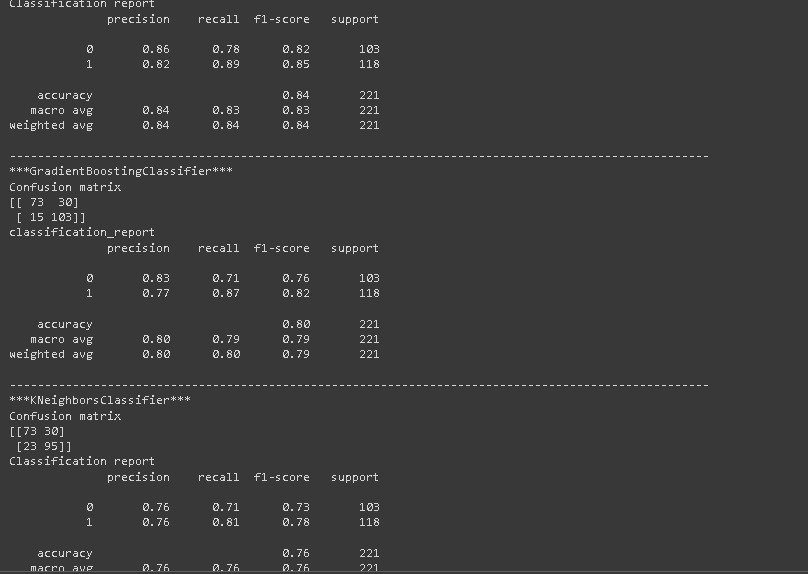 Classification report
              precision    recall  f1-score   support

           0       0.86      0.78      0.82       103
           1       0.82      0.89      0.85       118

    accuracy                           0.84       221
   macro avg       0.84      0.83      0.83       221
weighted avg       0.84      0.84      0.84       221

----------------------------------------------------------------------------------------------------
***GradientBoostingClassifier***
Confusion matrix
[[ 73  30]
 [ 15 103]]
classification_report
              precision    recall  f1-score   support

           0       0.83      0.71      0.76       103
           1       0.77      0.87      0.82       118

    accuracy                           0.80       221
   macro avg       0.80      0.79      0.79       221
weighted avg       0.80      0.80      0.79       221

----------------------------------------------------------------------------------------------------
***KNeighborsClassifier***
Confusion matrix
[[73 30]
 [23 95]]
Classification report
              precision    recall  f1-score   support

           0       0.76      0.71      0.73       103
           1       0.76      0.81      0.78       118

    accuracy                           0.76       221
   macro avg       0.76      0.76      0.76       221